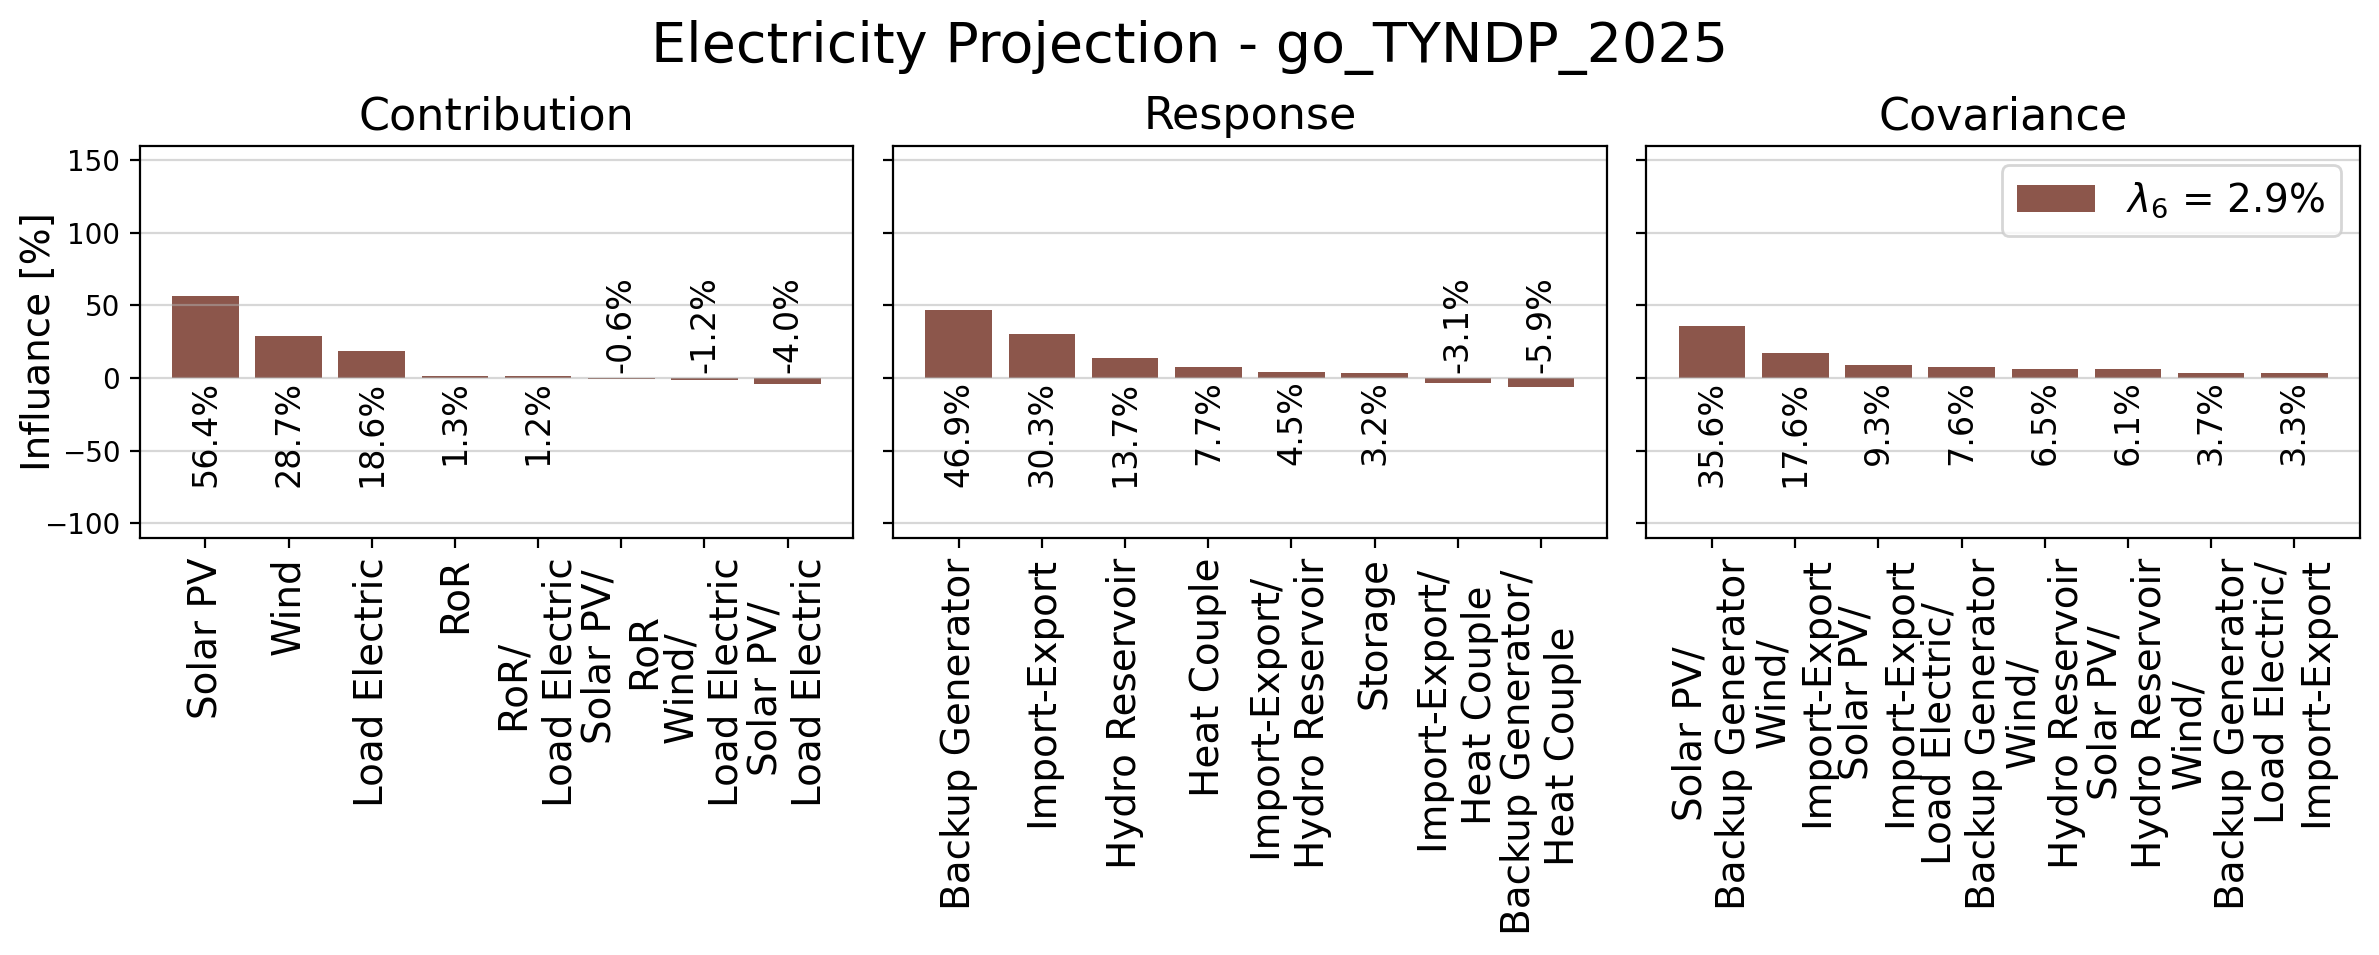 Electricity Projection - go_TYNDP_2025
Contribution
Influance [%]
150
100
50
0
−50
−100
56.4%
28.7%
18.6%
1.3%
1.2%
-0.6%
-1.2%
-4.0%
Solar PV
Wind
Load Electric
RoR
RoR/
Load Electric
Solar PV/
RoR
Wind/
Load Electric
Solar PV/
Load Electric
Response
46.9%
30.3%
13.7%
7.7%
4.5%
3.2%
-3.1%
-5.9%
Backup Generator
Import-Export
Hydro Reservoir
Heat Couple
Import-Export/
Hydro Reservoir
Storage
Import-Export/
Heat Couple
Backup Generator/
Heat Couple
Covariance
λ₆ = 2.9%
35.6%
17.6%
9.3%
7.6%
6.5%
6.1%
3.7%
3.3%
Solar PV/
Backup Generator
Wind/
Import-Export
Solar PV/
Import-Export
Load Electric/
Backup Generator
Wind/
Hydro Reservoir
Solar PV/
Hydro Reservoir
Wind/
Backup Generator
Load Electric/
Import-Export